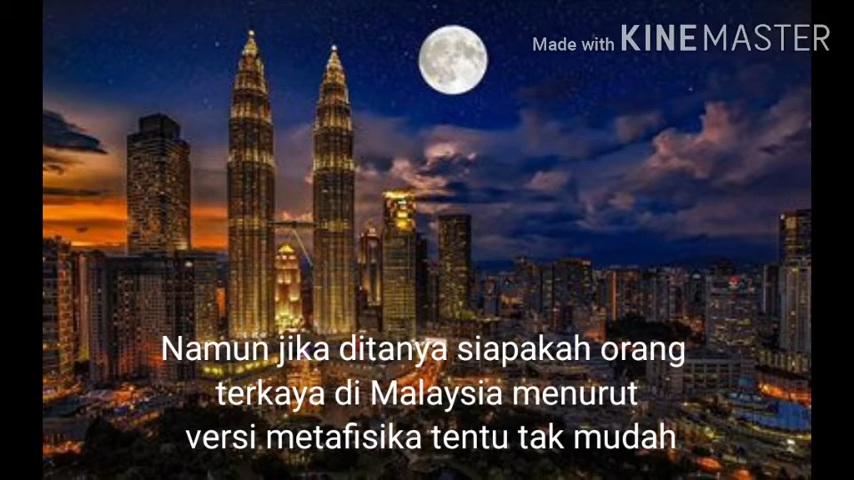 Made with KINEMASTER
Namun jika ditanya siapakah orang
terkaya di Malaysia menurut
versi metafisika tentu tak mudah